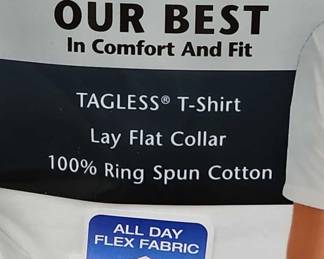 OUR BEST
In Comfort And Fit
TAGLESS® T-Shirt
Lay Flat Collar
100% Ring Spun Cotton
ALL DAY
FLEX FABRIC